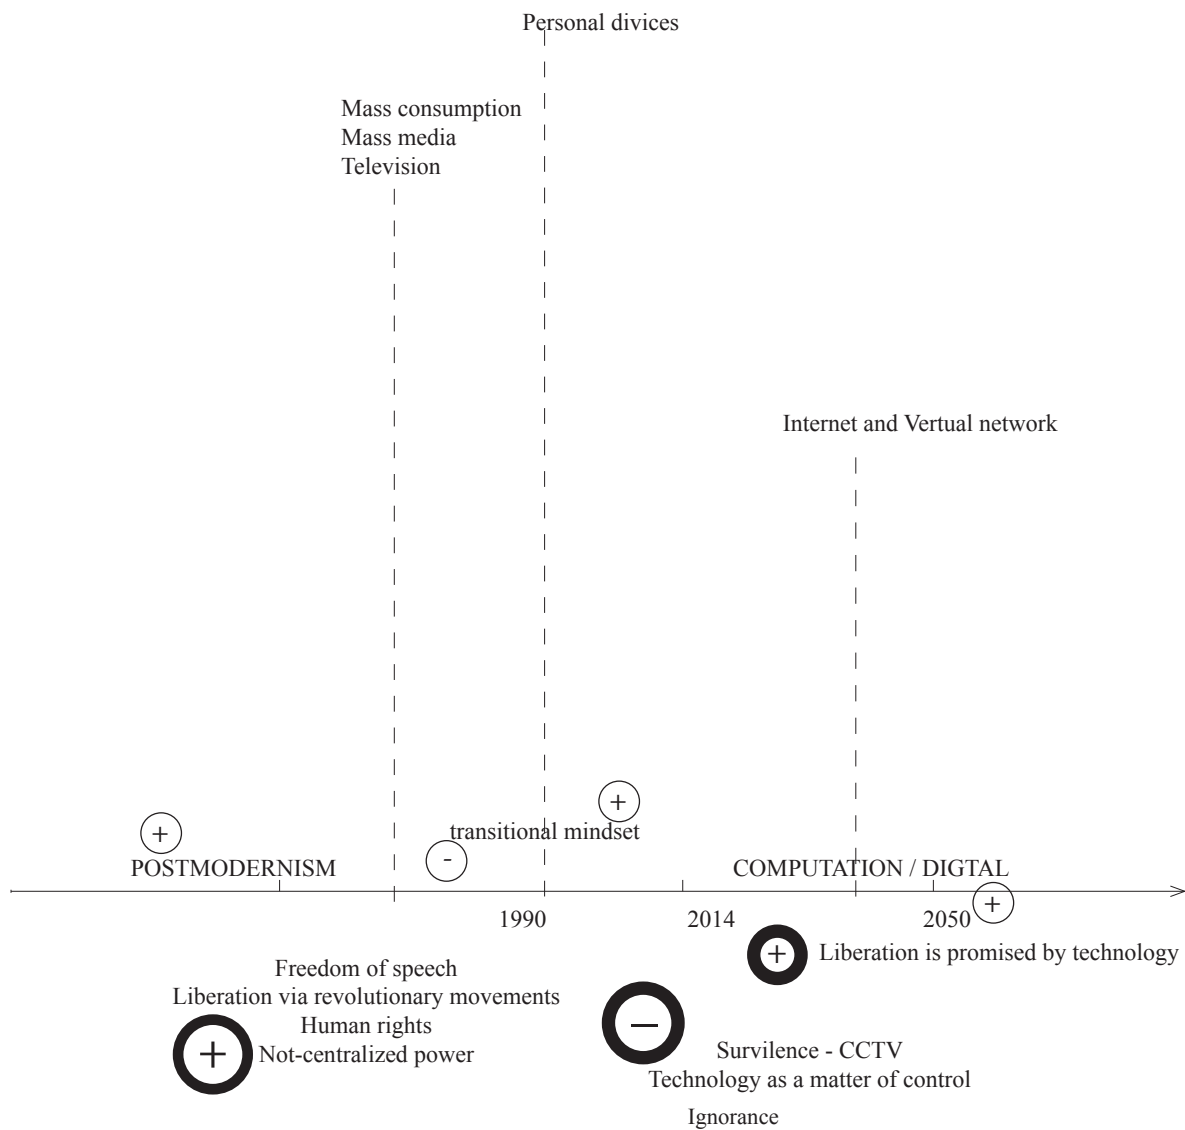 Personal divices
Mass consumption
Mass media
Television
Internet and Vertual network
+
transitional mindset
+
-
POSTMODERNISM
COMPUTATION / DIGTAL
1990
2014
2050
+
+
Liberation is promised by technology
Freedom of speech
Liberation via revolutionary movements
Human rights
+
Not-centralized power
—
Survilence - CCTV
Technology as a matter of control
Ignorance